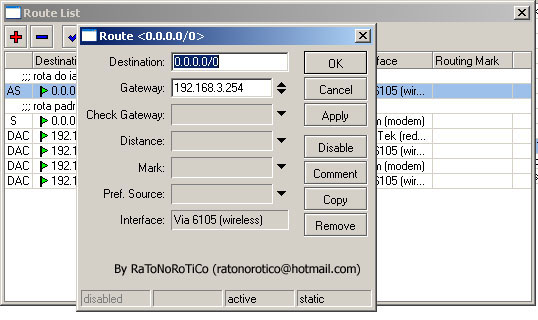 Route List
Route <0.0.0.0/0>
Destination: 0.0.0.0/0
OK
Gateway: 192.168.3.254
Cancel
Check Gateway:
Apply
Distance:
Disable
Mark:
Comment
Pref. Source:
Copy
Interface: Via 6105 (wireless)
Remove
By RaToNoRoTiCo (ratonorotico@hotmail.com)
disabled
active
static
Destinatio
rface
Routing Mark
;;; rota do ia
AS 0.0.0 6105 (wir...
;;; rota padr
S 0.0.0 m (modem)
DAC 192.1 Tek (red...
DAC 192.1 6105 (wir...
DAC 192.1 m (modem)
DAC 192.1 6105 (wir...